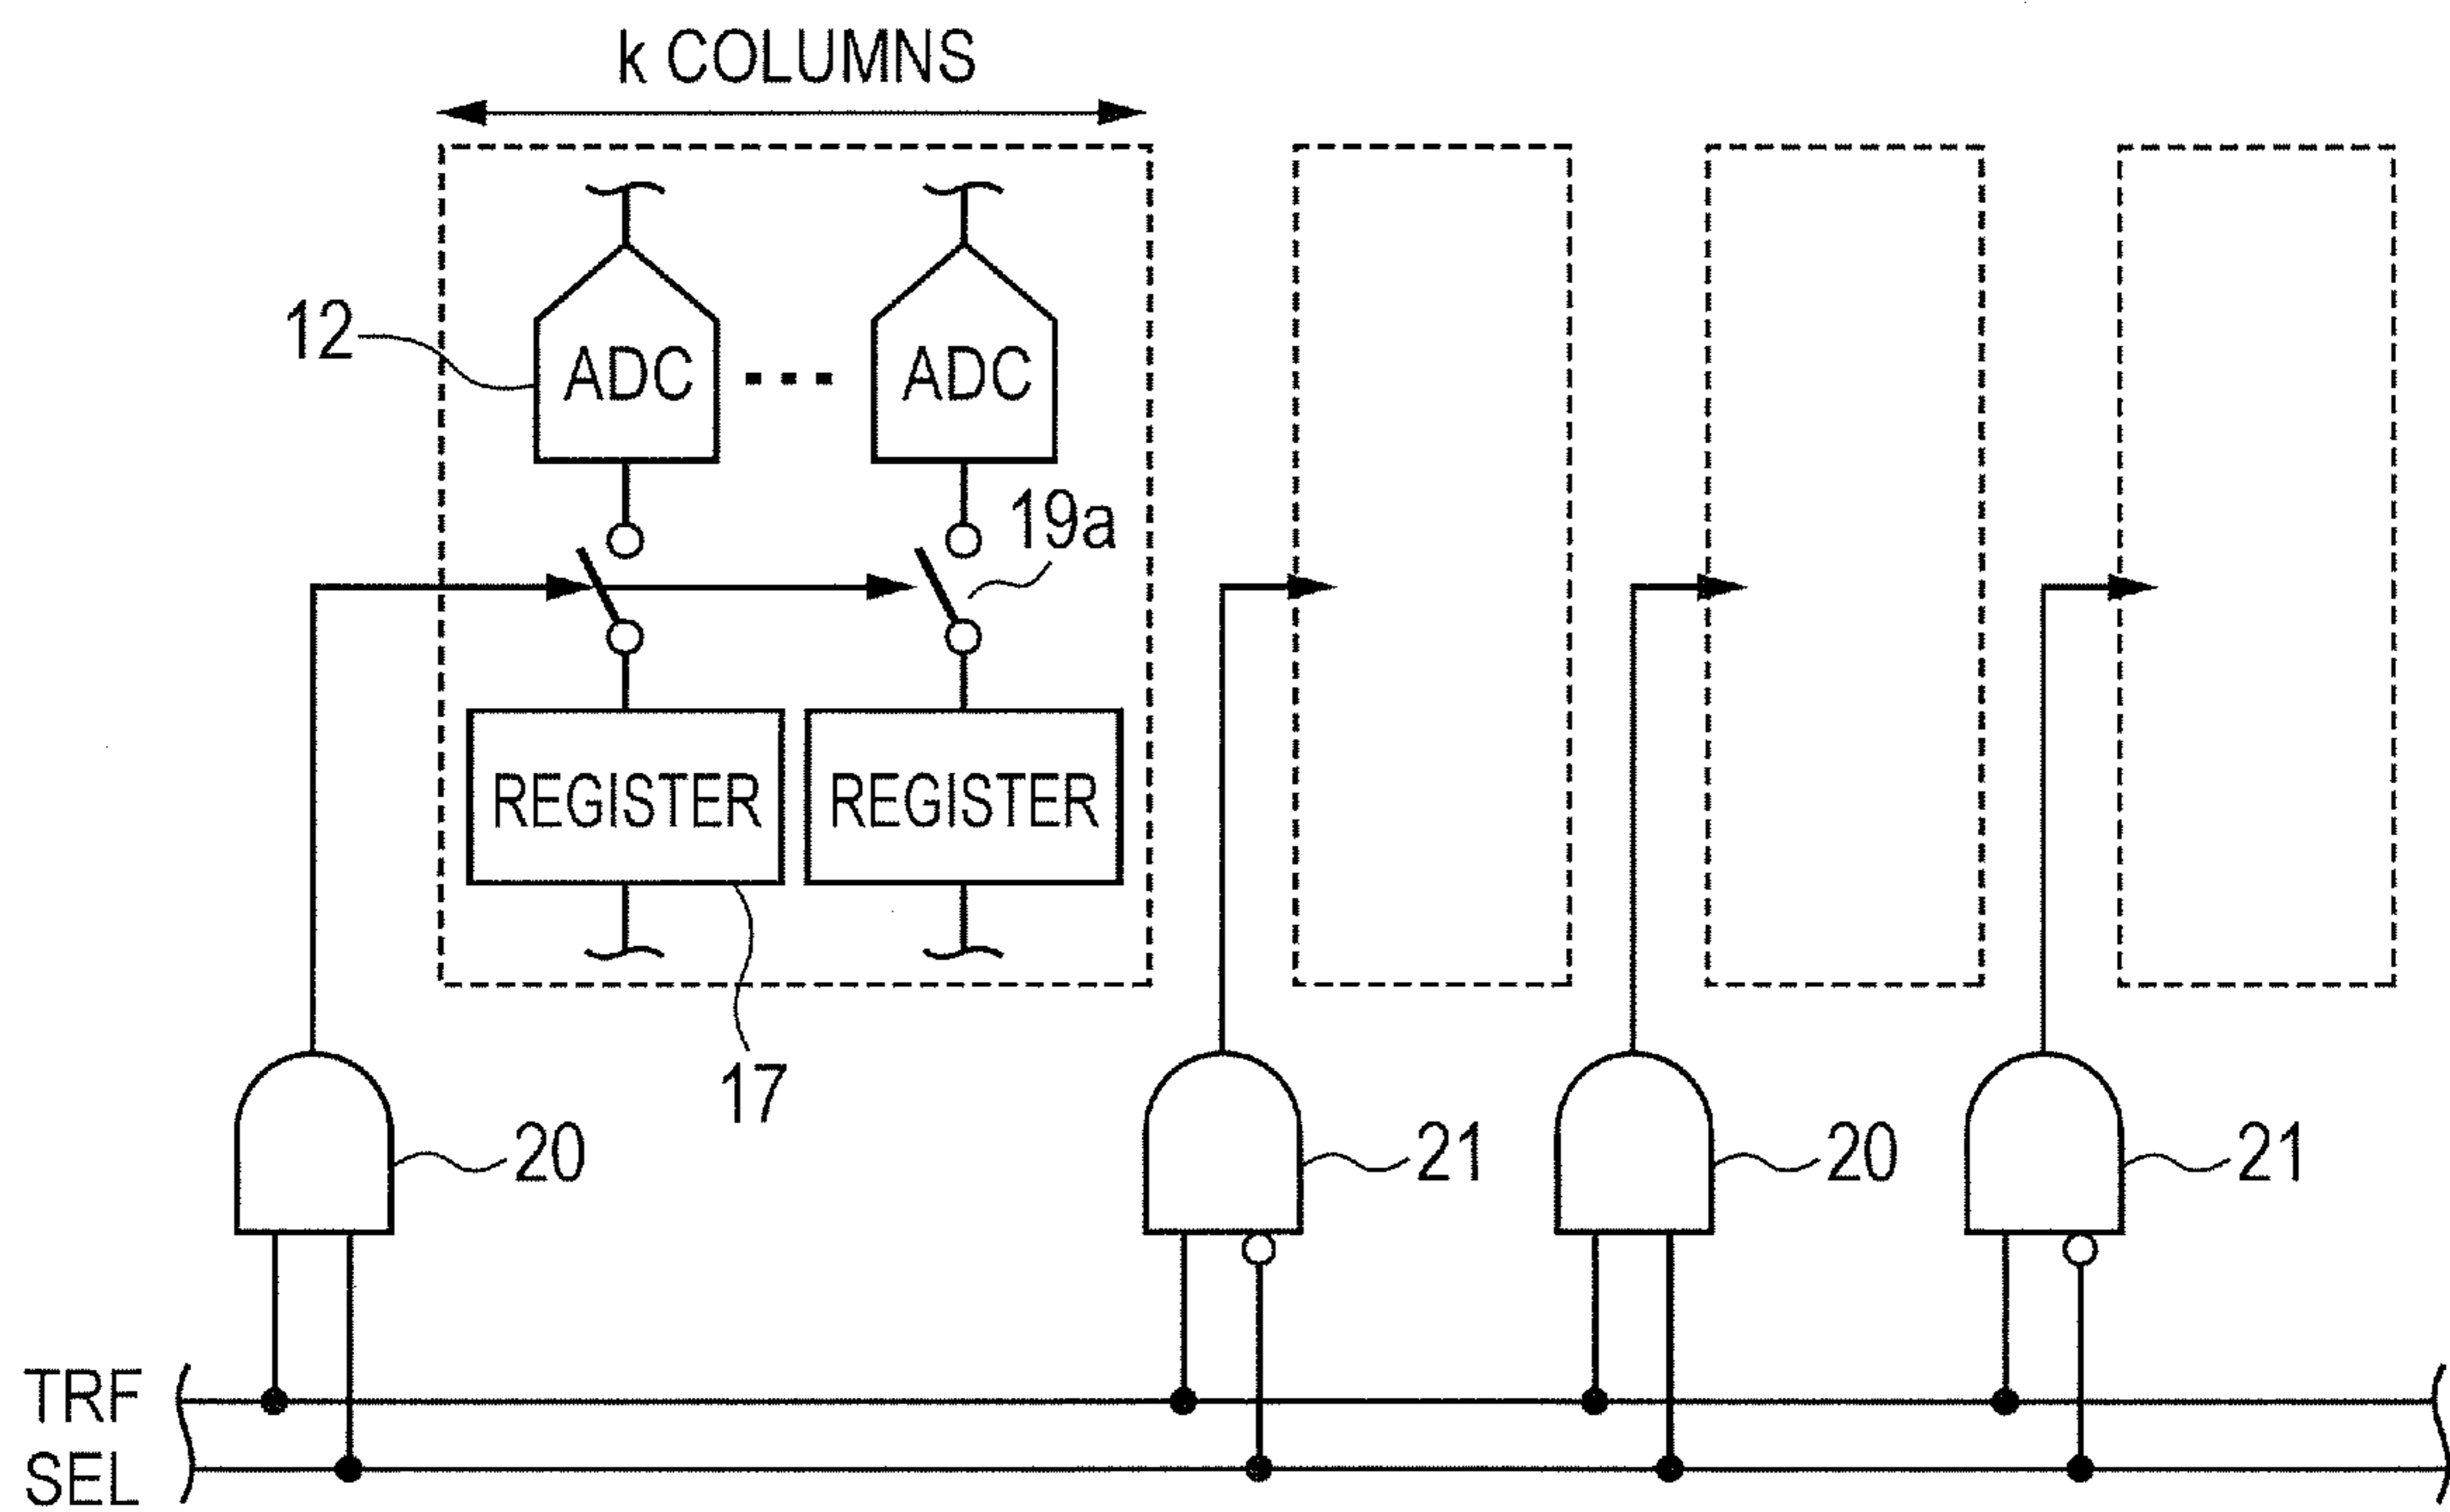 k COLUMNS
12
ADC
ADC
19a
REGISTER
REGISTER
17
20
21
20
21
TRF
SEL